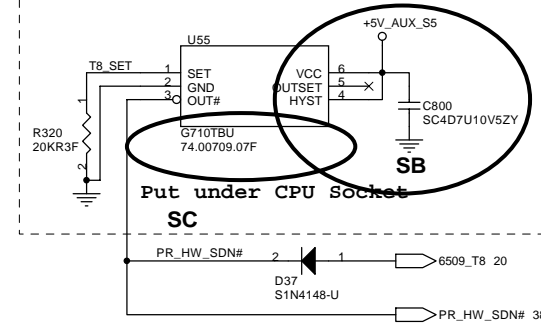 +5V_AUX_S5
U55
T8_SET
1 SET VCC 6
2 GND OUTSET 5
3 OUT# HYST 4
1
C800
SC4D7U10V5ZY
R320
20KR3F
2
G710TBU
74.00709.07F
SB
Put under CPU Socket
SC
PR_HW_SDN# 2 1 6509_T8 20
D37
S1N4148-U
PR_HW_SDN# 38